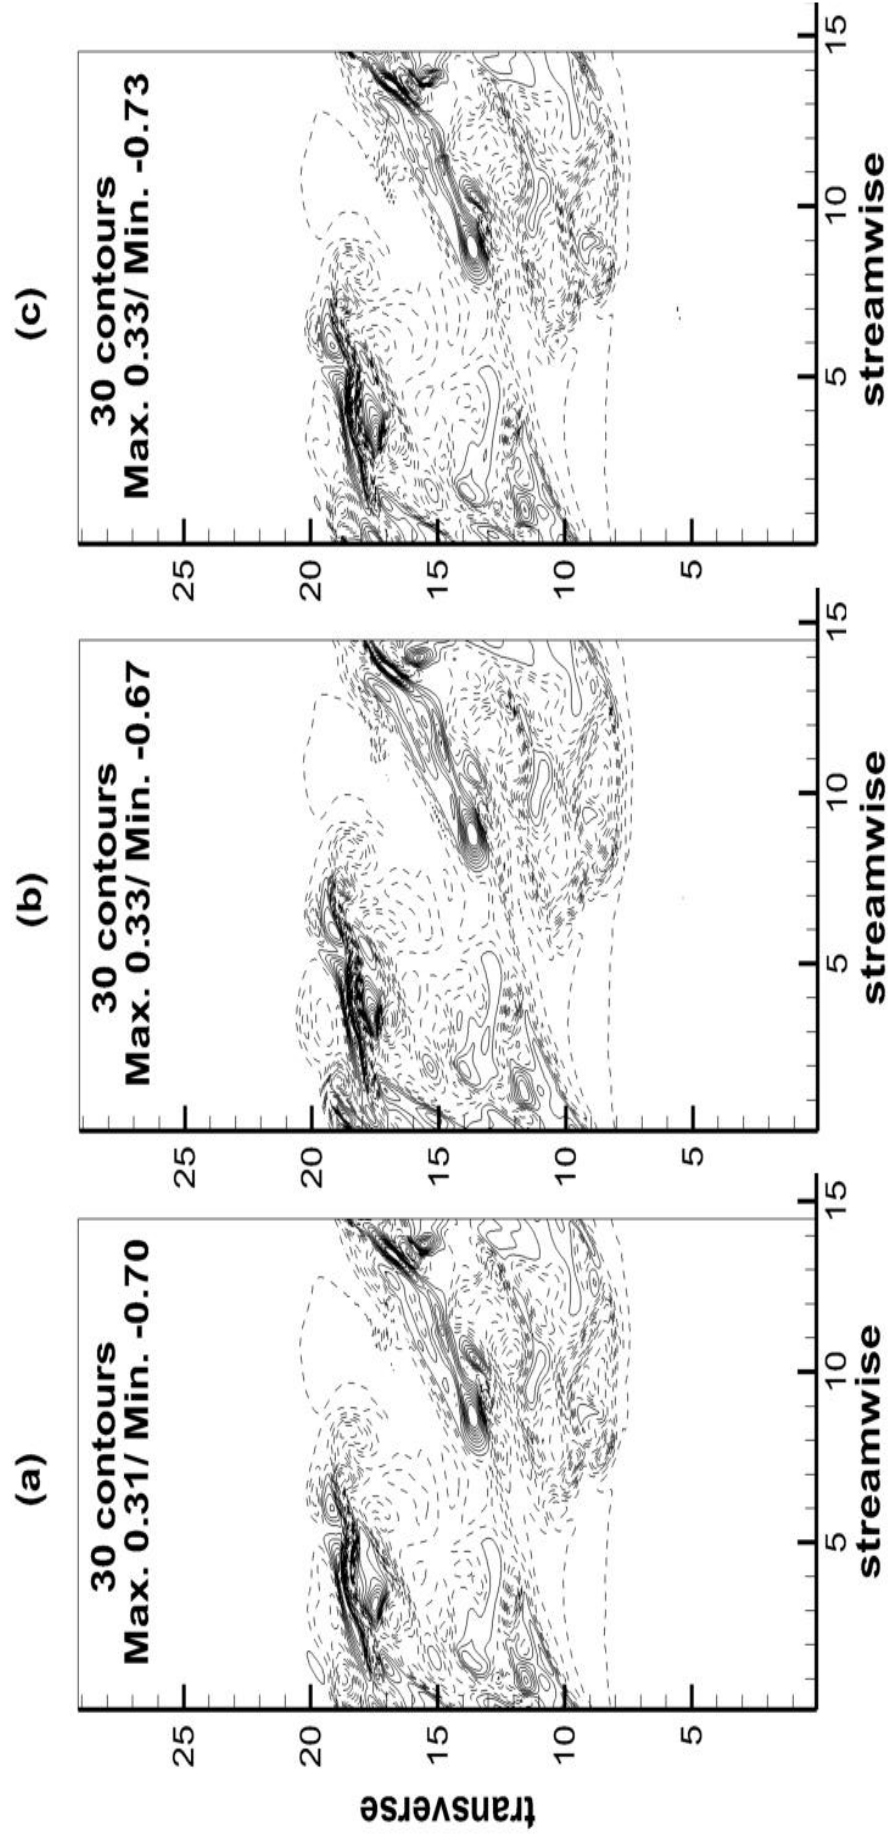 (a)
30 contours
Max. 0.31/ Min. -0.70
transverse
25
20
15
10
5
5
10
15
streamwise
(b)
30 contours
Max. 0.33/ Min. -0.67
25
20
15
10
5
5
10
15
streamwise
(c)
30 contours
Max. 0.33/ Min. -0.73
25
20
15
10
5
5
10
15
streamwise